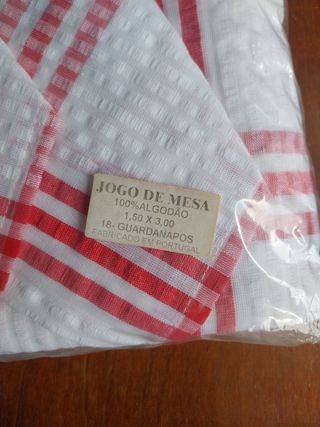 JOGO DE MESA
100%ALGODÃO
1,50 X 3,00
18- GUARDANAPOS
FABRICADO EM PORTUGAL